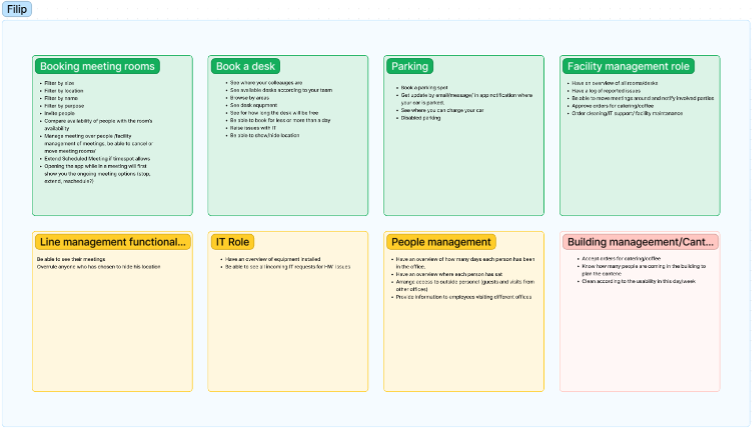 Filip
Booking meeting rooms
Filter by size
Filter by location
Filter by name
Filter by purpose
Invite people
Compare availability of people with the room's
availability
Manage meeting over people /facility
management of meetings, be able to cancel or
move meeting rooms/
Extend Scheduled Meeting if timespot allows
Opening the app while in a meeting will first
show you the ongoing meeting options (stop,
extend, reschedule?)
Book a desk
See where your colleagues are
See available desks according to your team
Browse by areas
See desk equipment
See for how long the desk will be free
Be able to book for less or more than a day
Raise issues with IT
Be able to show/hide location
Parking
Book a parking spot
Get update by email/message/ in app notification where
your car is parked.
See where you can charge your car
Disabled parking
Facility management role
Have an overview of all rooms/desks
Have a log of reported issues
Be able to move meetings around and notify involved parties
Approve orders for catering/coffee
Order cleaning/IT support/ facility maintenance
Line management functional...
Be able to see their meetings
Overrule anyone who has chosen to hide his location
IT Role
Have an overview of equipment installed
Be able to see all incoming IT requests for HW issues
People management
Have an overview of how many days each person has been
in the office,
Have an overview where each person has sat
Arrange access to outside personel (guests and visits from
other offices)
Provide information to employees visiting different offices
Building manageement/Cant...
Accept orders for catering/coffee
Know how many people are coming in the building to
plan the canteen
Clean according to the usability in this day/week